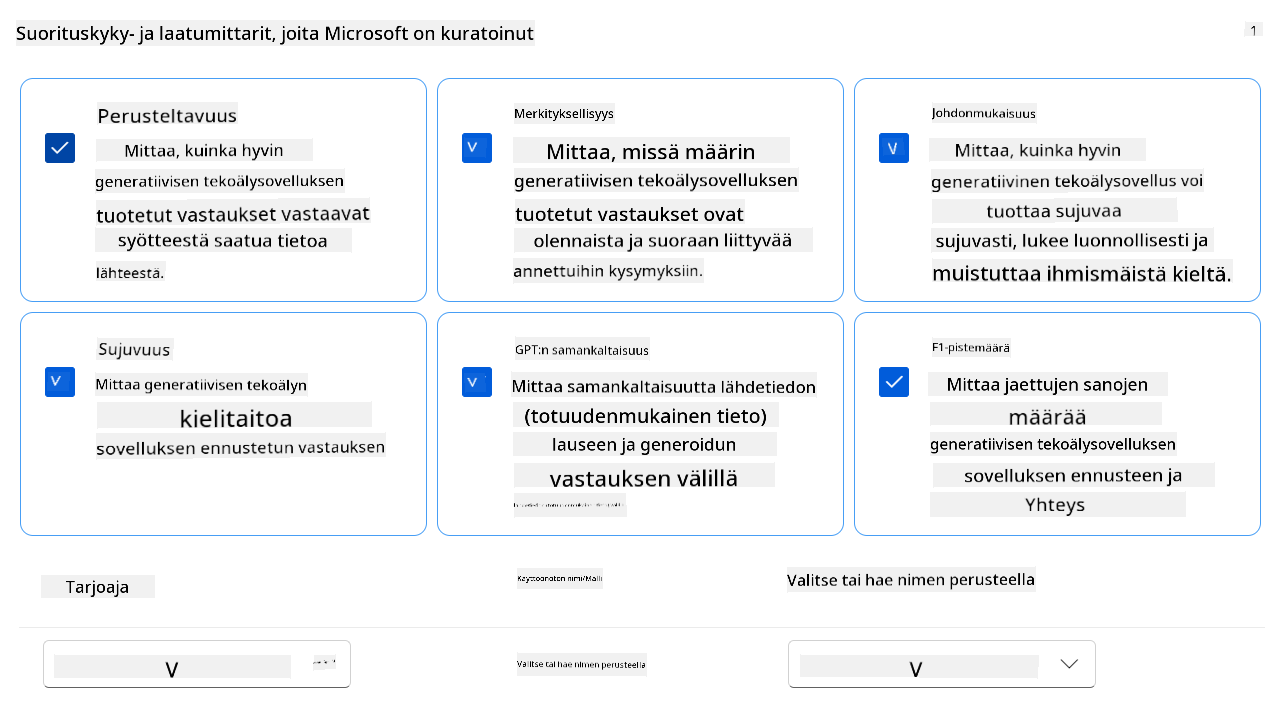 Suorituskyky- ja laatumittarit, joita Microsoft on kuratoinut
1
Perusteltavuus
Mittaa, kuinka hyvin
generatiivisen tekoälysovelluksen
tuotetut vastaukset vastaavat
syötteestä saatua tietoa
lähteestä.
Merkityksellisyys
V
Mittaa, missä määrin
generatiivisen tekoälysovelluksen
tuotetut vastaukset ovat
olennaista ja suoraan liittyvää
annettuihin kysymyksiin.
Johdonmukaisuus
V
Mittaa, kuinka hyvin
generatiivinen tekoälysovellus voi
tuottaa sujuvaa
sujuvasti, lukee luonnollisesti ja
muistuttaa ihmismäistä kieltä.
Sujuvuus
V
Mittaa generatiivisen tekoälyn
kielitaitoa
sovelluksen ennustetun vastauksen
GPT:n samankaltaisuus
V
Mittaa samankaltaisuutta lähdetiedon
(totuudenmukainen tieto)
lauseen ja generoidun
vastauksen välillä
F1-pistemäärä
Mittaa jaettujen sanojen
määrää
generatiivisen tekoälysovelluksen
sovelluksen ennusteen ja
Yhteys
Tarjoaja
Käyttöönoton nimi/Malli
Valitse tai hae nimen perusteella
V
Valitse tai hae nimen perusteella
V